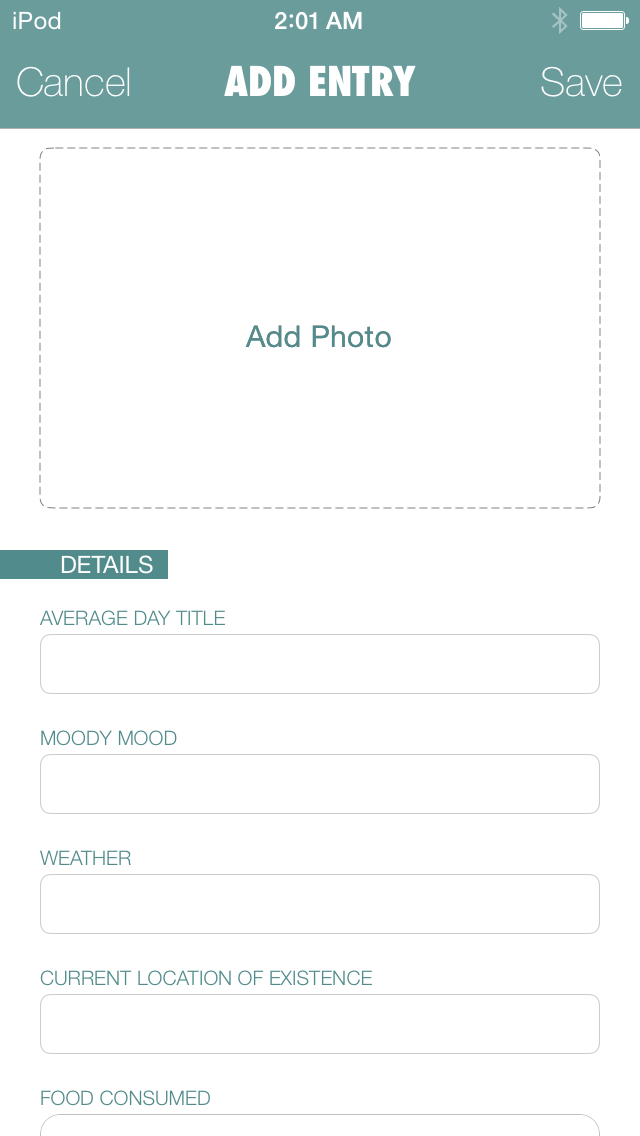 iPod 2:01 AM
Cancel ADD ENTRY Save
Add Photo
DETAILS
AVERAGE DAY TITLE
MOODY MOOD
WEATHER
CURRENT LOCATION OF EXISTENCE
FOOD CONSUMED